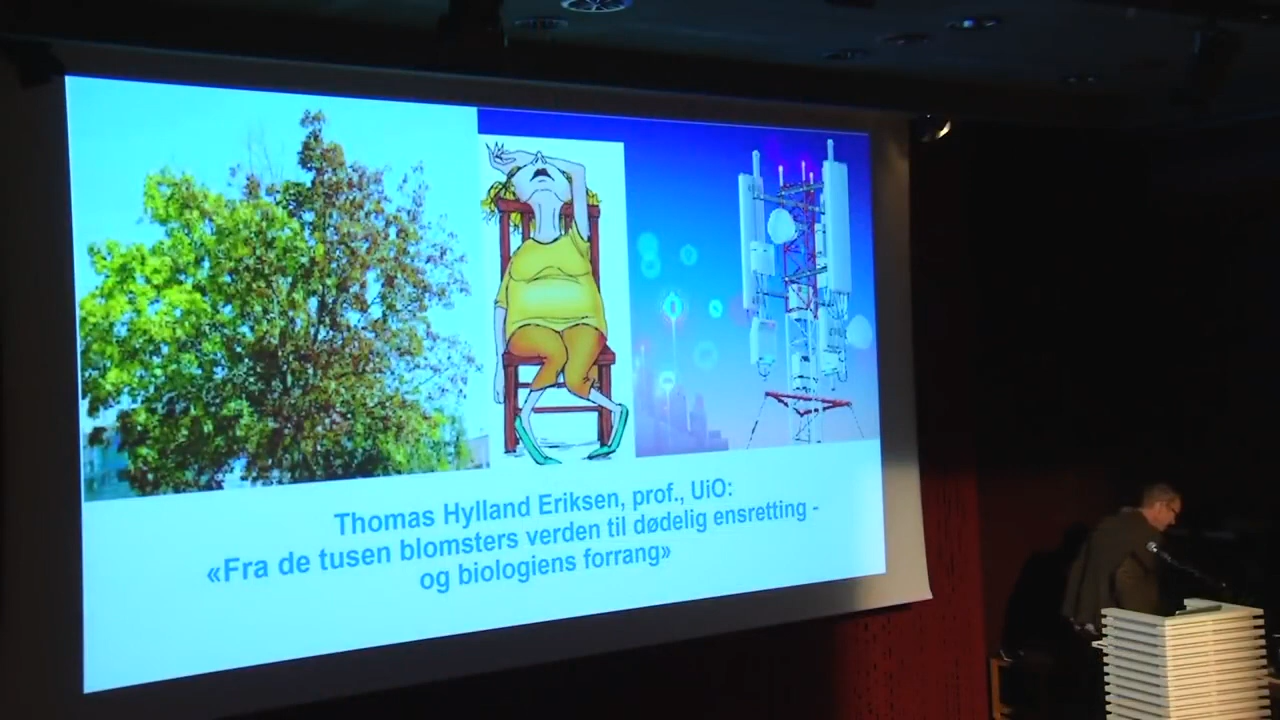 Thomas Hylland Eriksen, prof., UiO:
«Fra de tusen blomsters verden til dødelig ensretting -
og biologiens forrang»